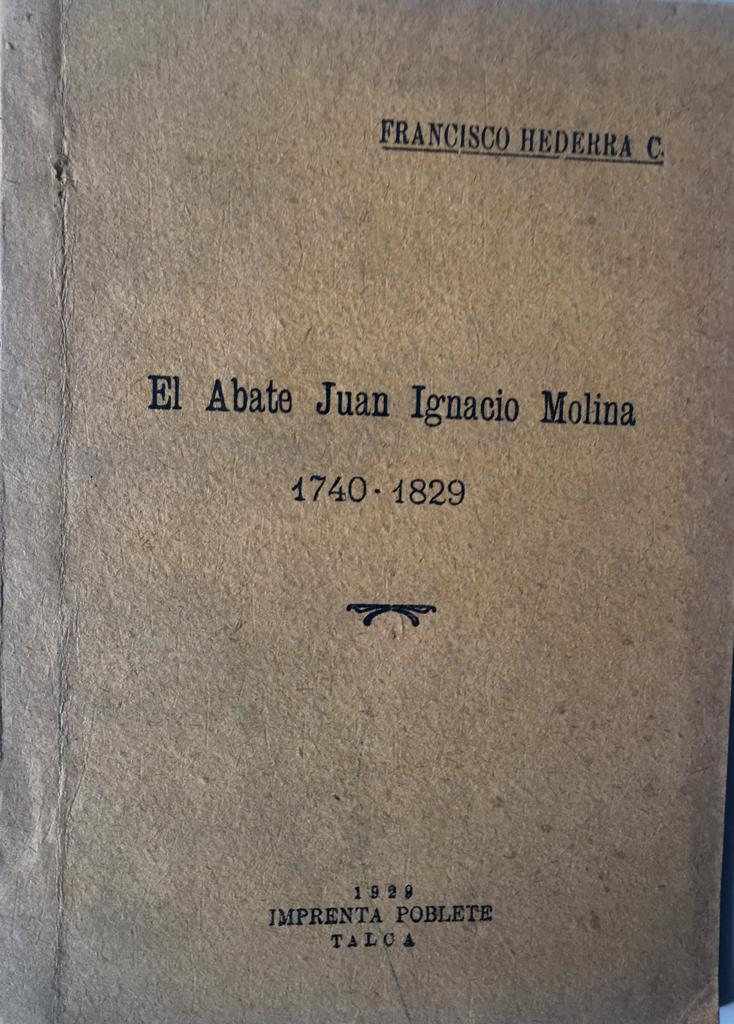 FRANCISCO HEDERRA C.
El Abate Juan Ignacio Molina
1740-1829
1929
IMPRENTA POBLETE
TALCA